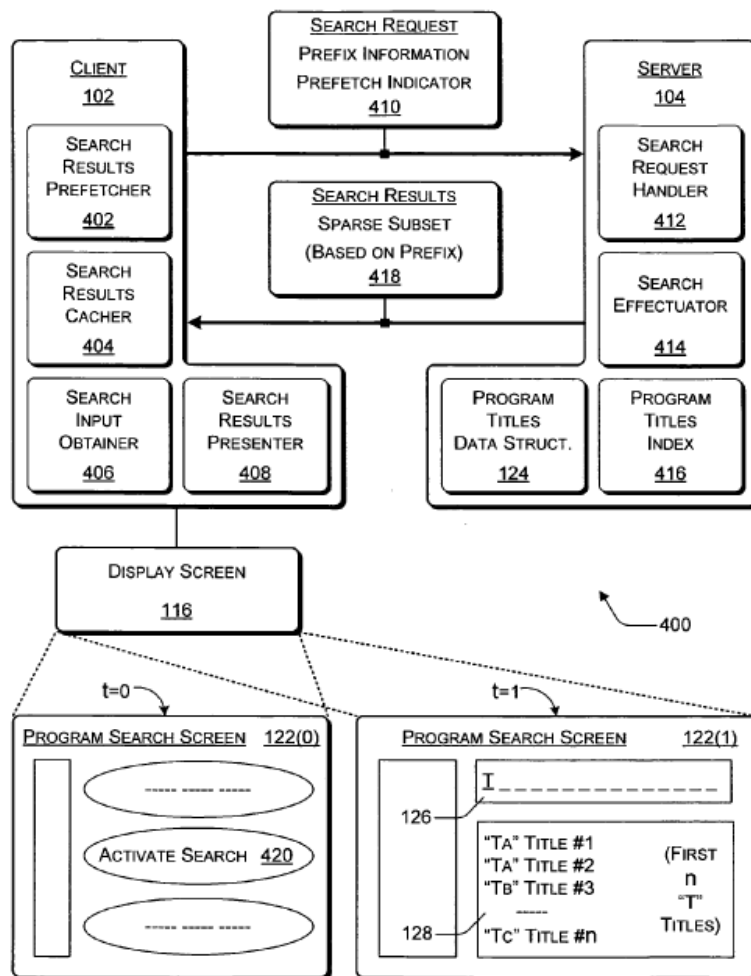 SEARCH REQUEST
PREFIX INFORMATION
PREFETCH INDICATOR
410
CLIENT
102
SEARCH
RESULTS
PREFETCHER
402
SEARCH
RESULTS
CACHER
404
SEARCH
INPUT
OBTAINER
406
SEARCH
RESULTS
PRESENTER
408
SEARCH RESULTS
SPARSE SUBSET
(BASED ON PREFIX)
418
SERVER
104
SEARCH
REQUEST
HANDLER
412
SEARCH
EFFECTUATOR
414
PROGRAM
TITLES
DATA STRUCT.
124
PROGRAM
TITLES
INDEX
416
DISPLAY SCREEN
116
400
t=0
PROGRAM SEARCH SCREEN 122(0)
----- ----- -----
ACTIVATE SEARCH 420
----- ----- -----
t=1
PROGRAM SEARCH SCREEN 122(1)
T _ _ _ _ _ _ _ _ _ _ _ _ _
126
"TA" TITLE #1
"TA" TITLE #2
"TB" TITLE #3
-----
"TC" TITLE #n
(FIRST
n
"T"
TITLES)
128